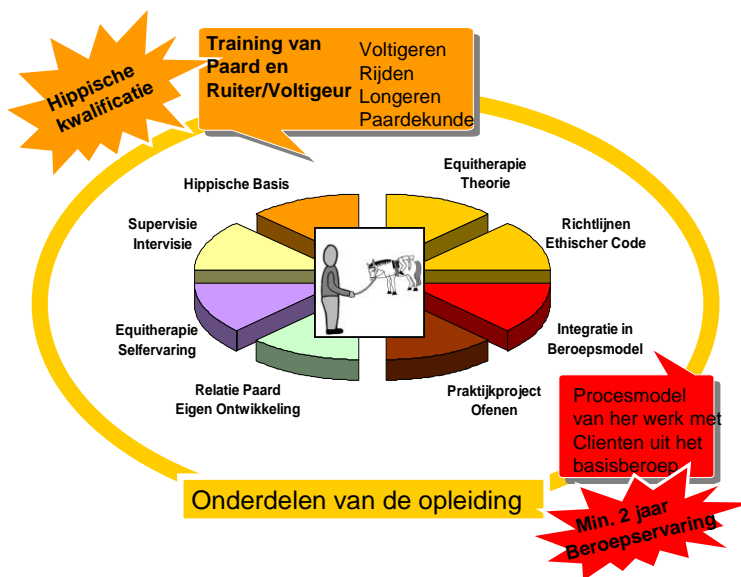 Hippische
kwalificatie
Training van
Paard en
Ruiter/Voltigeur
Voltigeren
Rijden
Longeren
Paardekunde
Hippische Basis
Equitherapie
Theorie
Supervisie
Intervisie
Richtlijnen
Ethischer Code
Equitherapie
Selfervaring
Integratie in
Beroepsmodel
Relatie Paard
Eigen Ontwikkeling
Praktijkproject
Ofenen
Procesmodel
van her werk met
Clienten uit het
basisberoep
Onderdelen van de opleiding
Min. 2 jaar
Beroepservaring